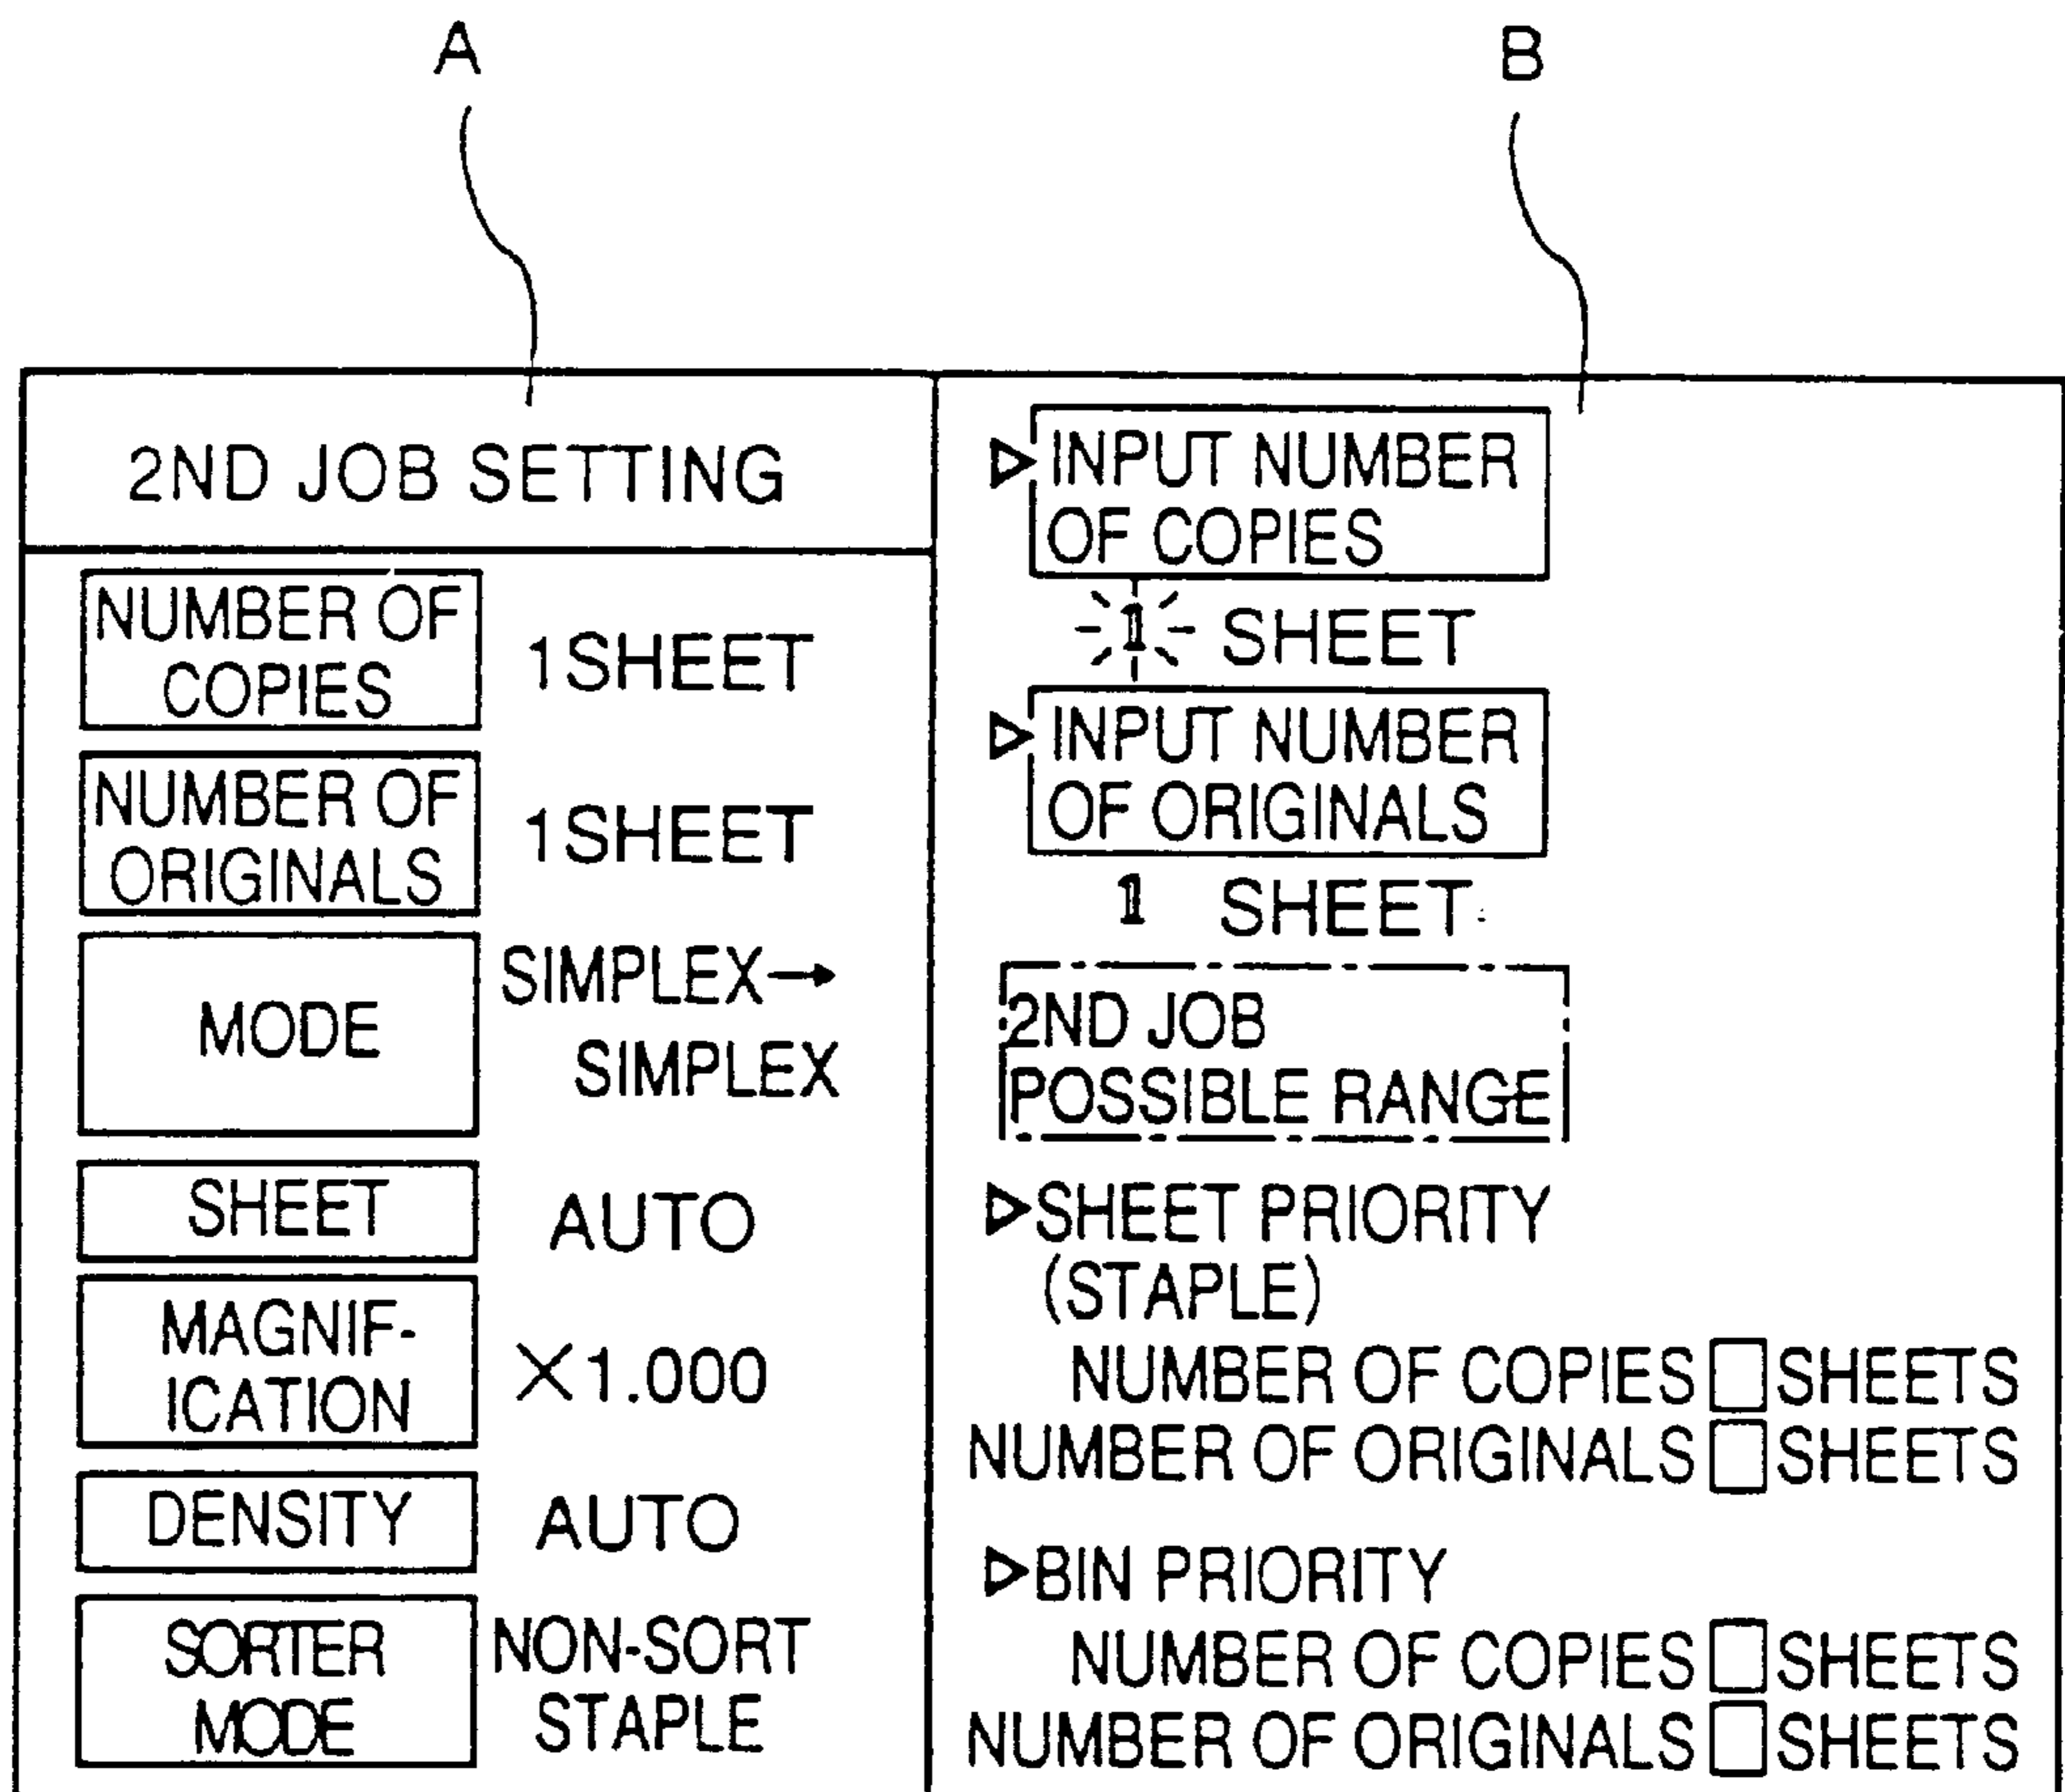 A
B
2ND JOB SETTING
NUMBER OF
COPIES
1SHEET
NUMBER OF
ORIGINALS
1SHEET
MODE
SIMPLEX→
SIMPLEX
SHEET
AUTO
MAGNIF-
ICATION
×1.000
DENSITY
AUTO
SORTER
MODE
NON-SORT
STAPLE
▷INPUT NUMBER
OF COPIES
1 SHEET
▷INPUT NUMBER
OF ORIGINALS
1 SHEET
2ND JOB
POSSIBLE RANGE
▷SHEET PRIORITY
(STAPLE)
NUMBER OF COPIES □ SHEETS
NUMBER OF ORIGINALS □ SHEETS
▷BIN PRIORITY
NUMBER OF COPIES □ SHEETS
NUMBER OF ORIGINALS □ SHEETS